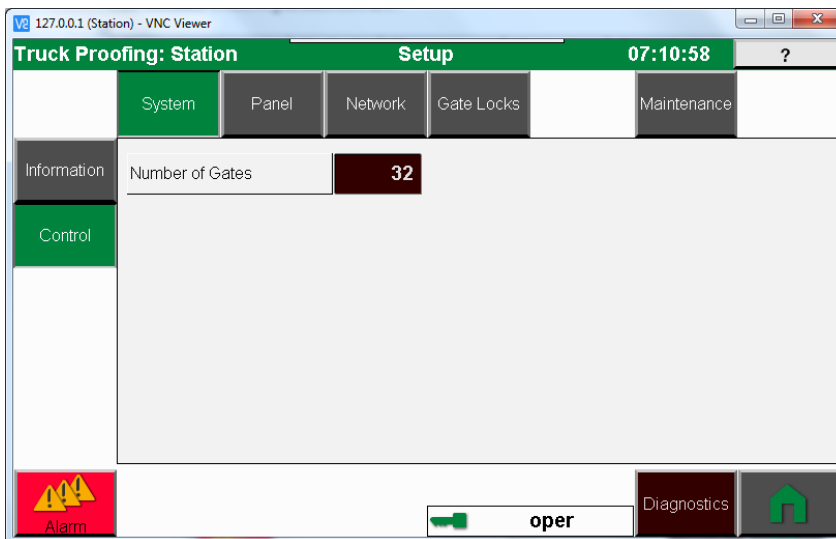 V2 127.0.0.1 (Station) - VNC Viewer
Truck Proofing: Station Setup 07:10:58 ?
System Panel Network Gate Locks Maintenance
Information
Number of Gates 32
Control
Alarm
oper
Diagnostics